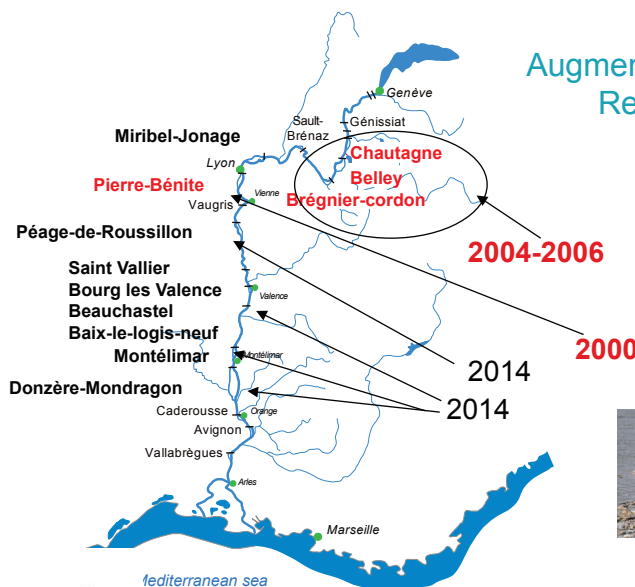 Augmen
Re
Genève
Sault-
Brénaz
Génissiat
Miribel-Jonage
Chautagne
Lyon
Belley
Pierre-Bénite
Vienne
Brégnier-cordon
Vaugris
Péage-de-Roussillon
2004-2006
Saint Vallier
Bourg les Valence
Valence
Beauchastel
Baix-le-logis-neuf
2000
Montélimar
Montélimar
2014
Donzère-Mondragon
2014
Caderousse
Orange
Avignon
Vallabrègues
Arles
Marseille
Mediterranean sea